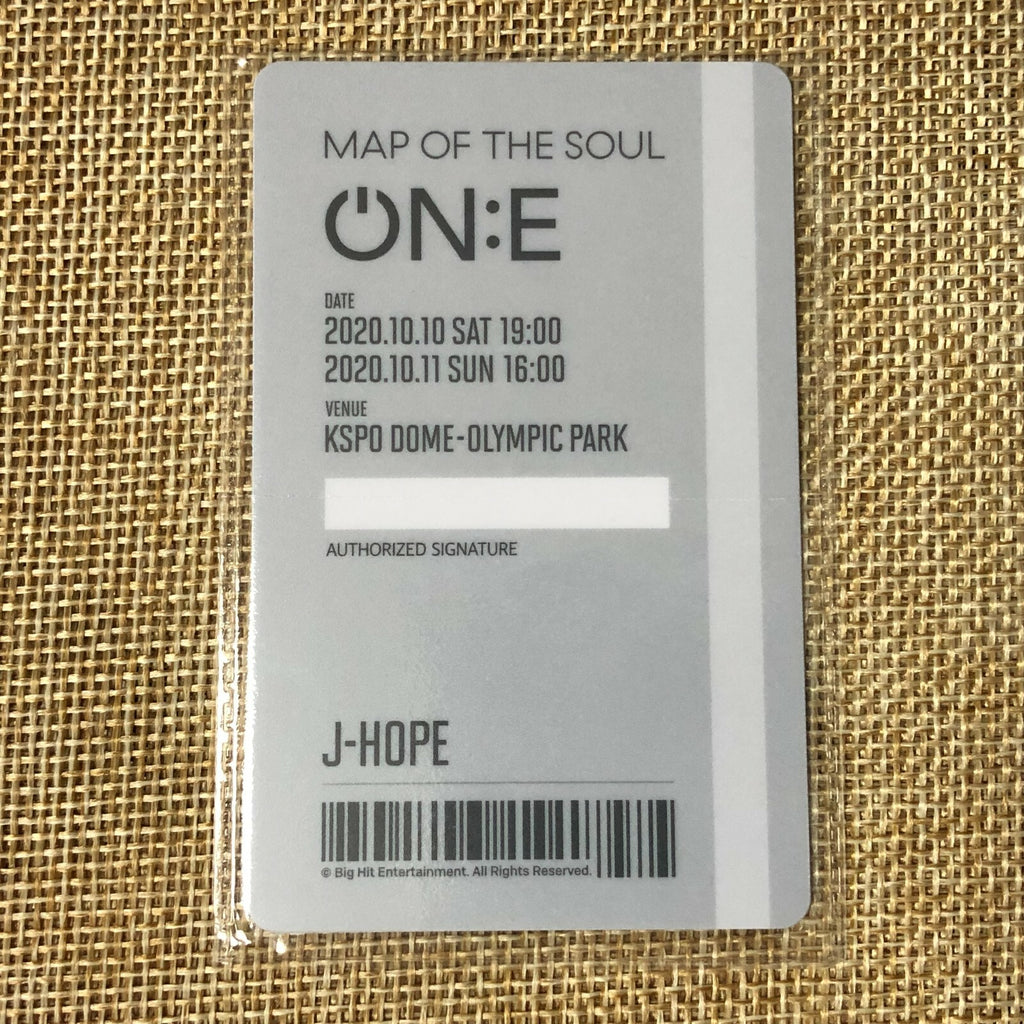 MAP OF THE SOUL
ON:E
DATE
2020.10.10 SAT 19:00
2020.10.11 SUN 16:00
VENUE
KSPO DOME-OLYMPIC PARK
AUTHORIZED SIGNATURE
J-HOPE
© Big Hit Entertainment. All Rights Reserved.